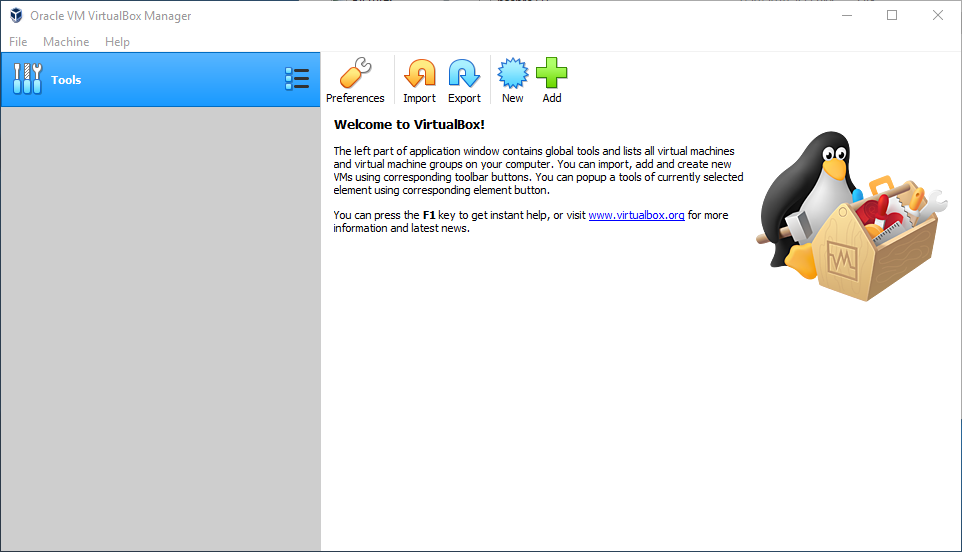 Oracle VM VirtualBox Manager
File Machine Help
Tools
Preferences Import Export New Add
Welcome to VirtualBox!
The left part of application window contains global tools and lists all virtual machines
and virtual machine groups on your computer. You can import, add and create new
VMs using corresponding toolbar buttons. You can popup a tools of currently selected
element using corresponding element button.
You can press the F1 key to get instant help, or visit www.virtualbox.org for more
information and latest news.